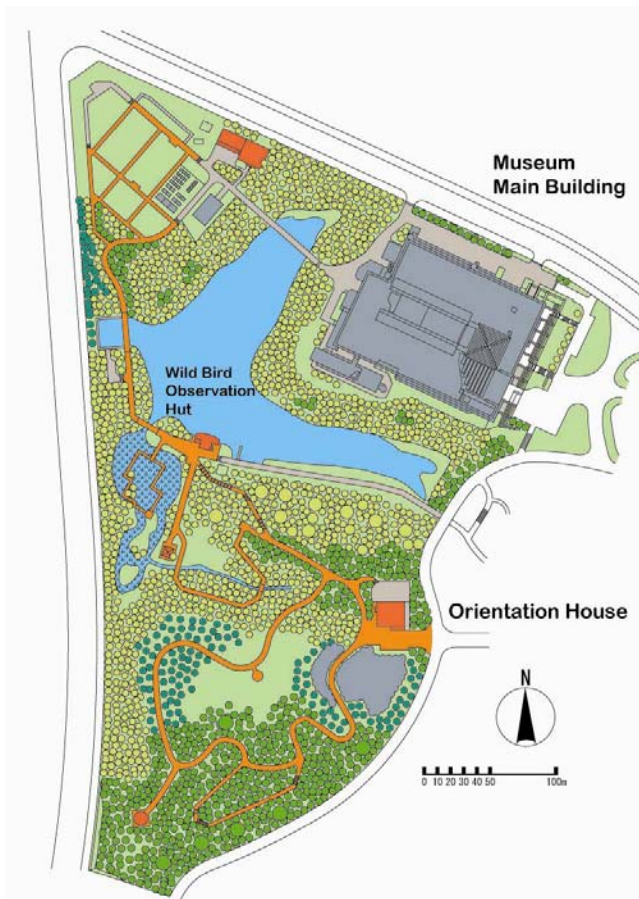 Museum
Main Building
Wild Bird
Observation
Hut
Orientation House
N
0 10 20 30 40 50 100m